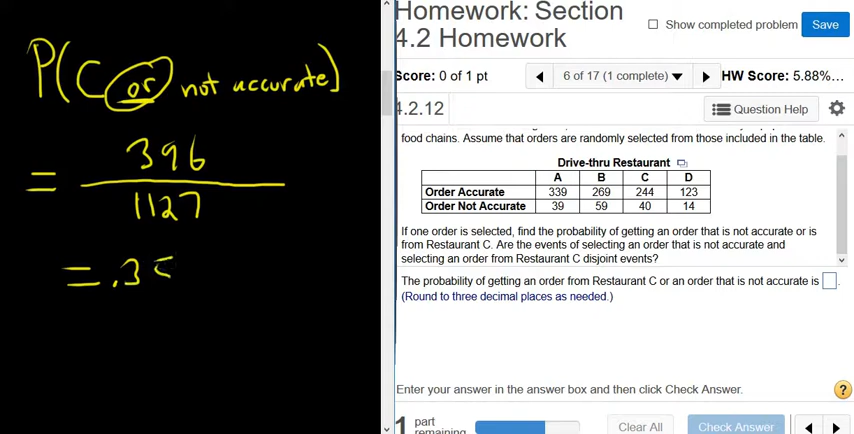 P(C or not accurate)
= 396
1127
= .35
Homework: Section
4.2 Homework
Show completed problem
Save
Score: 0 of 1 pt
6 of 17 (1 complete)
HW Score: 5.88%...
4.2.12
Question Help
food chains. Assume that orders are randomly selected from those included in the table.
Drive-thru Restaurant
A B C D
Order Accurate 339 269 244 123
Order Not Accurate 39 59 40 14
If one order is selected, find the probability of getting an order that is not accurate or is
from Restaurant C. Are the events of selecting an order that is not accurate and
selecting an order from Restaurant C disjoint events?
The probability of getting an order from Restaurant C or an order that is not accurate is .
(Round to three decimal places as needed.)
Enter your answer in the answer box and then click Check Answer.
?
1 part
remaining
Clear All
Check Answer